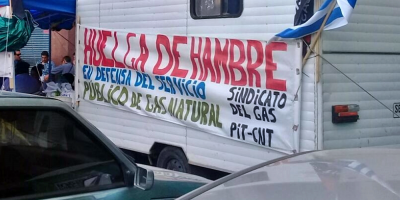 HUELGA DE HAMBRE
EN DEFENSA DEL SERVICIO
PUBLICO DE GAS NATURAL
SINDICATO
DEL GAS
PIT-CNT